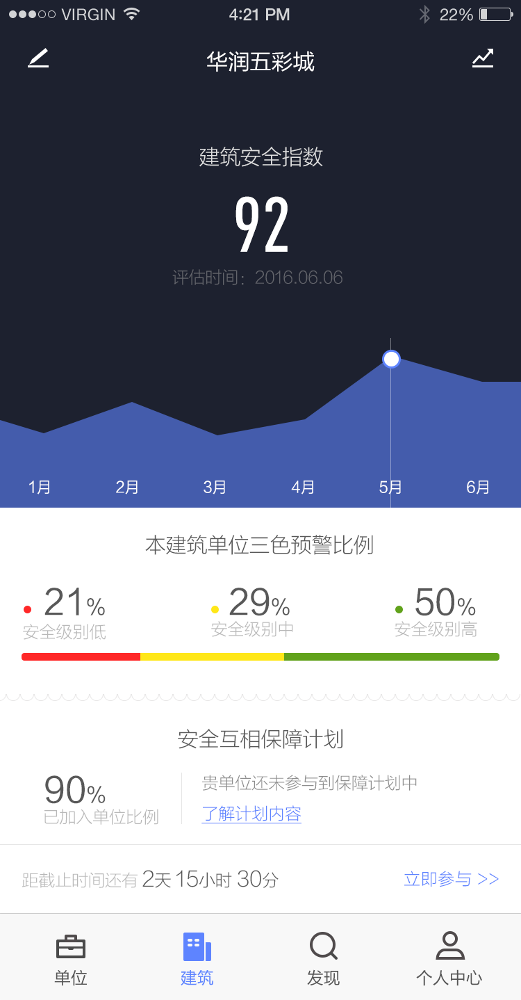 VIRGIN 4:21 PM 22%
华润五彩城
建筑安全指数
92
评估时间：2016.06.06
1月 2月 3月 4月 5月 6月
本建筑单位三色预警比例
21% 29% 50%
安全级别低 安全级别中 安全级别高
安全互相保障计划
90%
已加入单位比例
贵单位还未参与到保障计划中
了解计划内容
距截止时间还有 2天 15小时 30分 立即参与 >>
单位 建筑 发现 个人中心